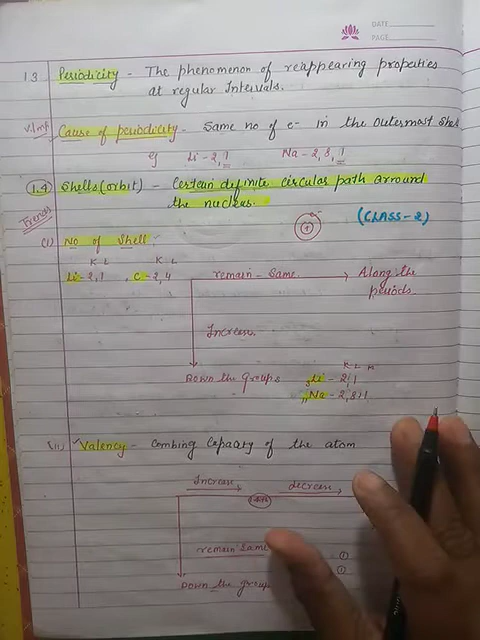 DATE
PAGE
1.3 Periodicity - The phenomenon of reappearing properties
at regular Intervals.
V.Imp Cause of periodicity - Same no of e- in the outermost shel
Li - 2,1 Na - 2,8,1
1.4 Shells (orbit) - Certain definite circular path arround
the nucleus.
Trends
(CLASS-2)
(i) No of Shell :
K L K L
Li - 2,1 , C - 2,4
remain - Same Along the
periods.
Increase.
K L M
Down the Groups Li - 2,1
11Na - 2,8,1
(ii) Valency - Combing Capacity of the atom
Increase decrease
remain Same
Down the group